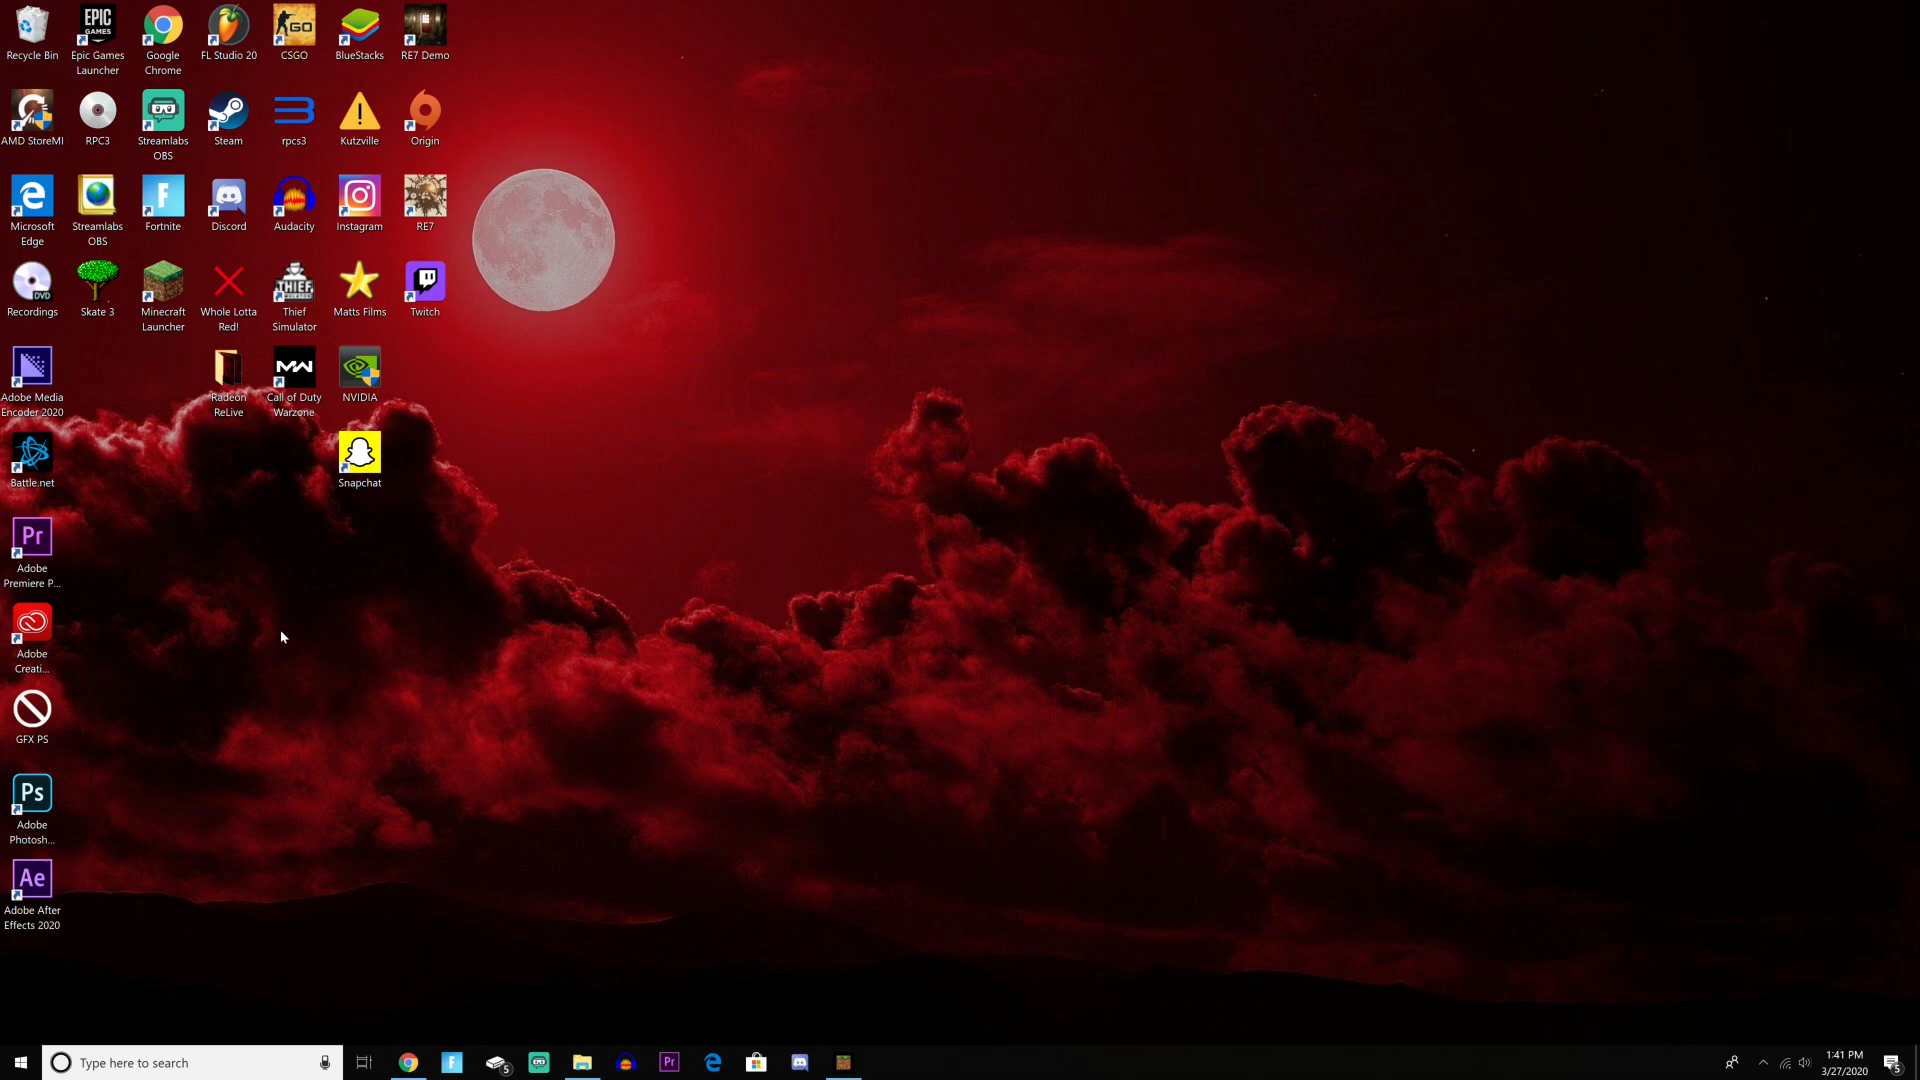 Recycle Bin
EPIC
GAMES
Epic Games
Launcher
Google
Chrome
FL Studio 20
GO
CSGO
BlueStacks
RE7 Demo
AMD StoreMI
RPC3
Streamlabs
OBS
Steam
rpcs3
Kutzville
Origin
Microsoft
Edge
Streamlabs
OBS
Fortnite
Discord
Audacity
Instagram
RE7
DVD
Recordings
Skate 3
Minecraft
Launcher
Whole Lotta
Red!
THIEF
Thief
Simulator
Matts Films
Twitch
Adobe Media
Encoder 2020
Radeon
ReLive
MW
Call of Duty
Warzone
NVIDIA
Battle.net
Snapchat
Pr
Adobe
Premiere P...
Adobe
Creati...
GFX PS
Ps
Adobe
Photosh...
Ae
Adobe After
Effects 2020
Type here to search
5
Pr
1:41 PM
3/27/2020
5